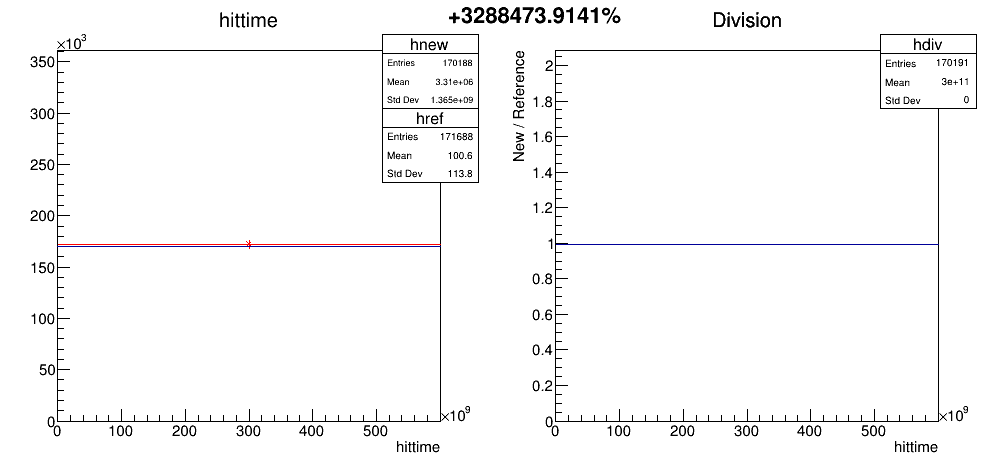 +3288473.9141%
hittime
×10³
350
300
250
200
150
100
50
0
0 100 200 300 400 500
×10⁹
hittime
hnew
Entries 170188
Mean 3.31e+06
Std Dev 1.365e+09
href
Entries 171688
Mean 100.6
Std Dev 113.8
Division
New / Reference
2
1.8
1.6
1.4
1.2
1
0.8
0.6
0.4
0.2
0
0 100 200 300 400 500
×10⁹
hittime
hdiv
Entries 170191
Mean 3e+11
Std Dev 0